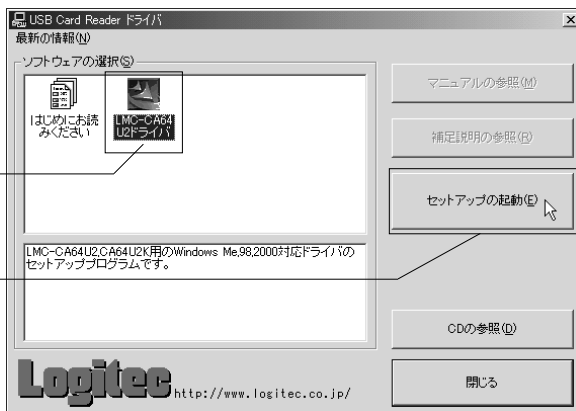 USB Card Reader ドライバ
最新の情報(N)
ソフトウェアの選択(S)
はじめにお読
みください
LMC-CA64
U2ドライバ
マニュアルの参照(M)
補足説明の参照(R)
セットアップの起動(E)
LMC-CA64U2,CA64U2K用のWindows Me,98,2000対応ドライバの
セットアッププログラムです。
CDの参照(D)
Logitec
http://www.logitec.co.jp/
閉じる